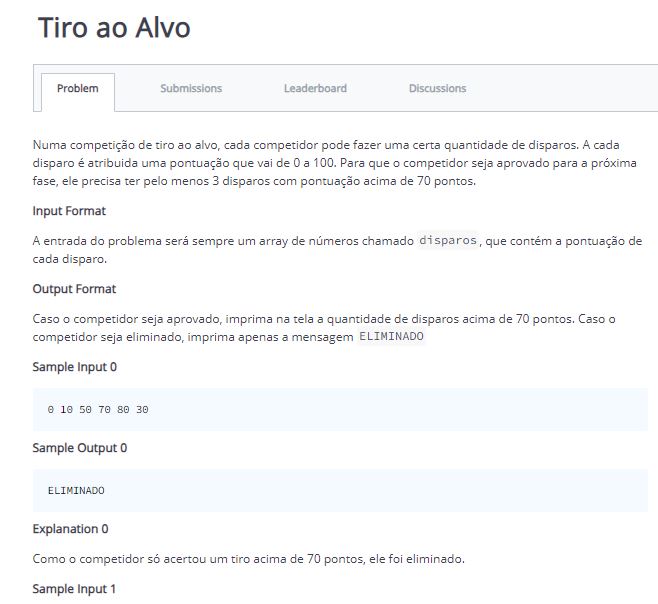 Tiro ao Alvo
Problem Submissions Leaderboard Discussions
Numa competição de tiro ao alvo, cada competidor pode fazer uma certa quantidade de disparos. A cada
disparo é atribuida uma pontuação que vai de 0 a 100. Para que o competidor seja aprovado para a próxima
fase, ele precisa ter pelo menos 3 disparos com pontuação acima de 70 pontos.
Input Format
A entrada do problema será sempre um array de números chamado disparos, que contém a pontuação de
cada disparo.
Output Format
Caso o competidor seja aprovado, imprima na tela a quantidade de disparos acima de 70 pontos. Caso o
competidor seja eliminado, imprima apenas a mensagem ELIMINADO
Sample Input 0
0 10 50 70 80 30
Sample Output 0
ELIMINADO
Explanation 0
Como o competidor só acertou um tiro acima de 70 pontos, ele foi eliminado.
Sample Input 1